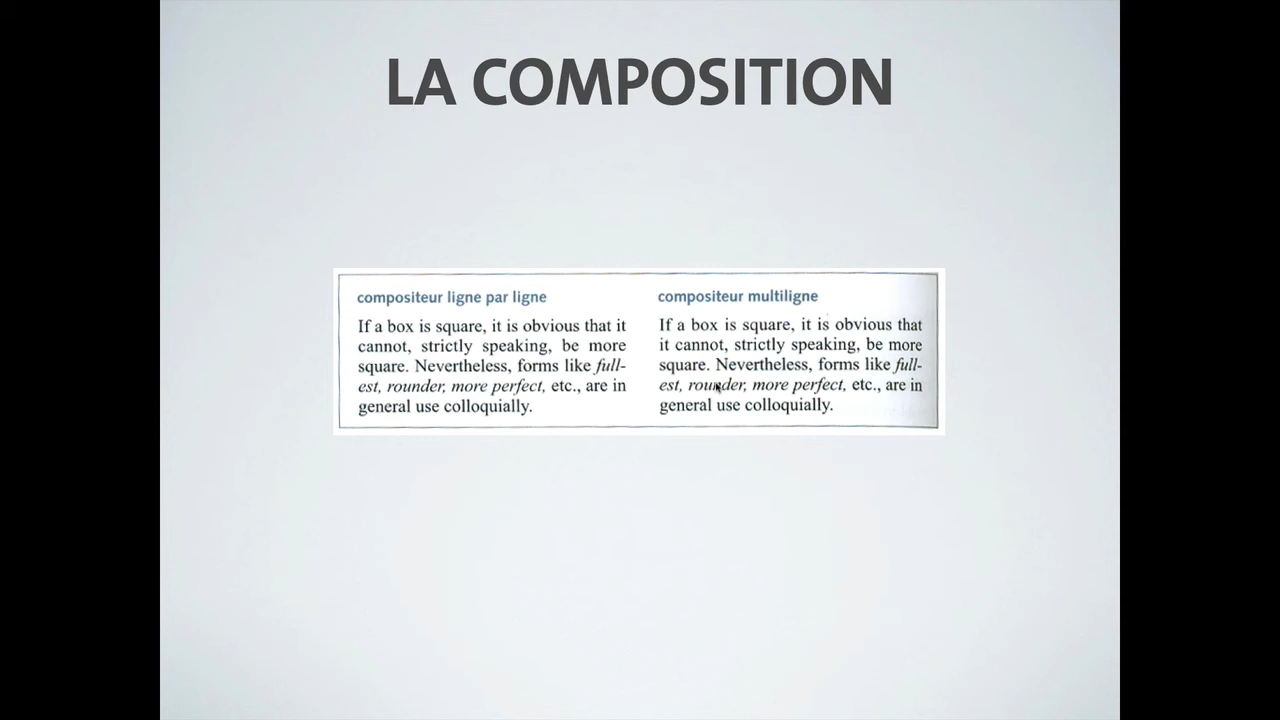 LA COMPOSITION
compositeur ligne par ligne
If a box is square, it is obvious that it
cannot, strictly speaking, be more
square. Nevertheless, forms like full-
est, rounder, more perfect, etc., are in
general use colloquially.
compositeur multiligne
If a box is square, it is obvious that
it cannot, strictly speaking, be more
square. Nevertheless, forms like full-
est, rounder, more perfect, etc., are in
general use colloquially.